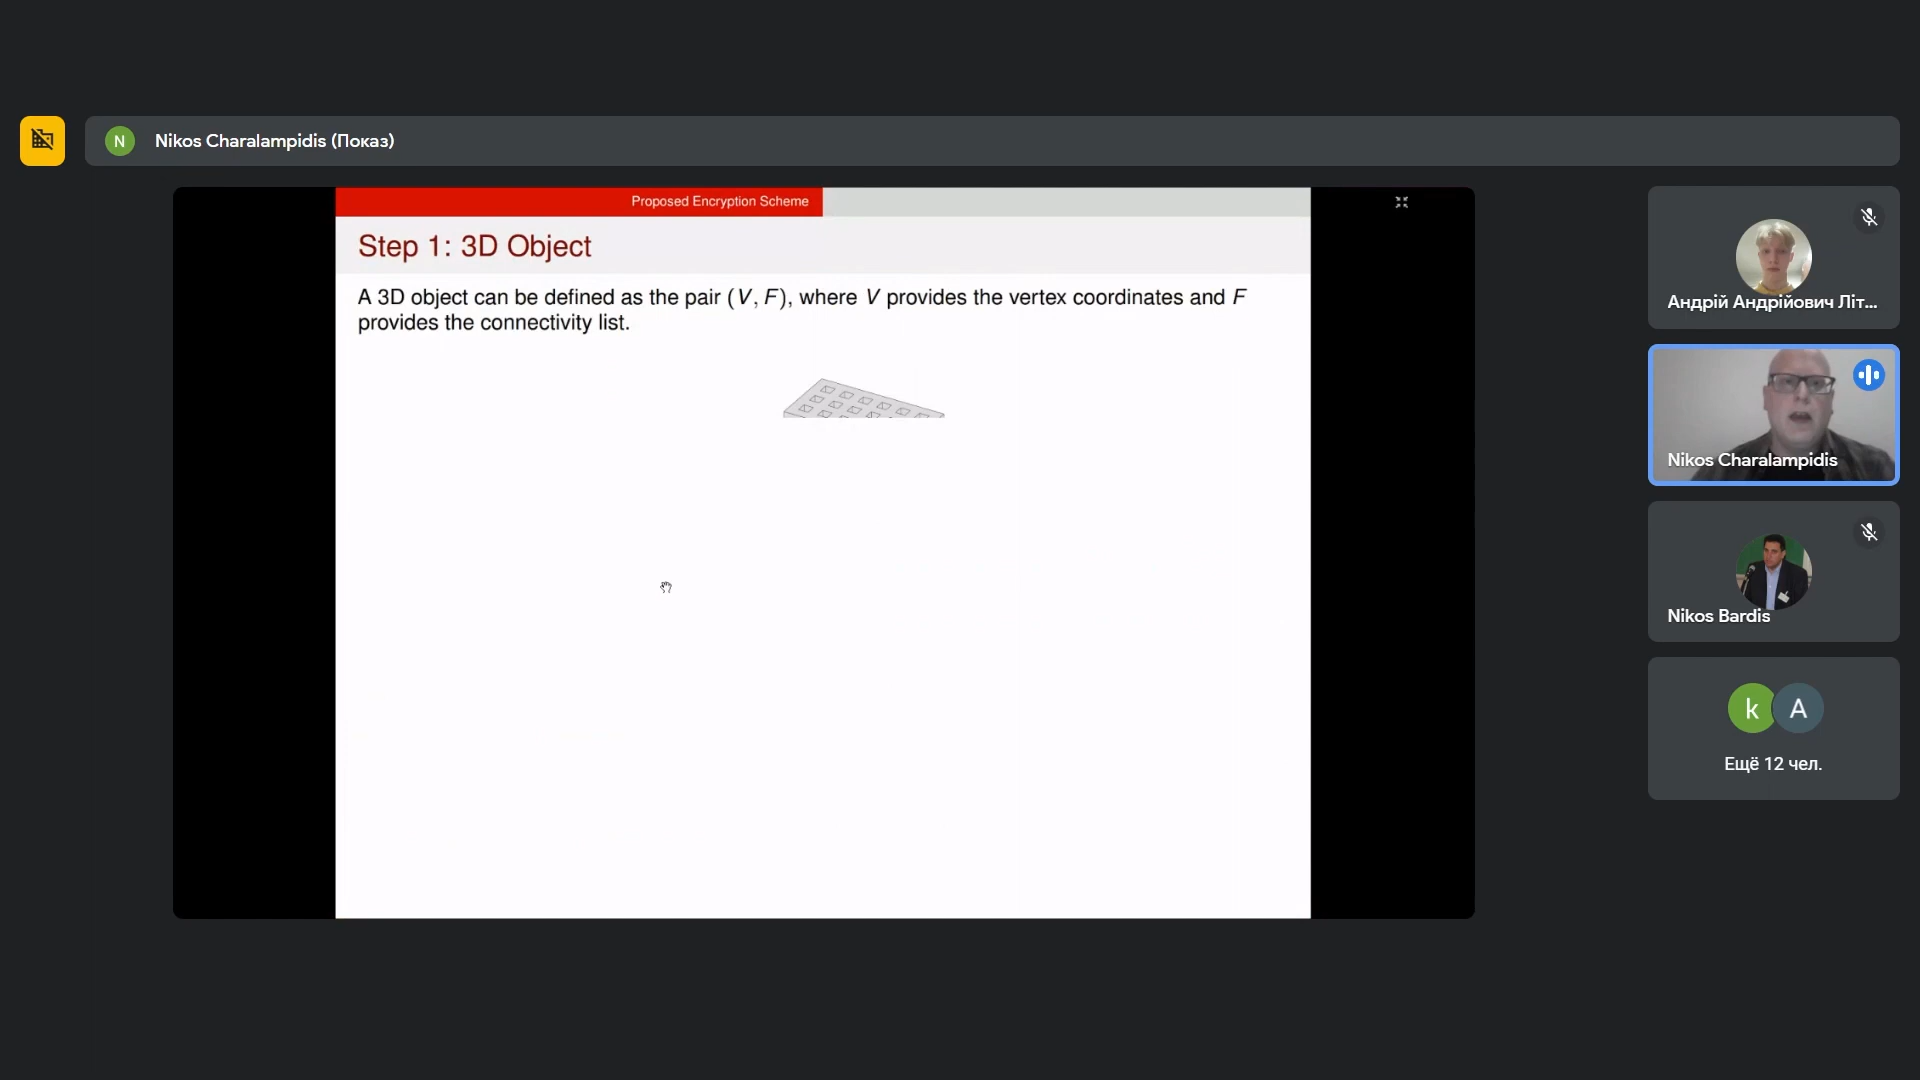 N Nikos Charalampidis (Показ)
Proposed Encryption Scheme
Step 1: 3D Object
A 3D object can be defined as the pair (V, F), where V provides the vertex coordinates and F
provides the connectivity list.
Андрій Андрійович Літ...
Nikos Charalampidis
Nikos Bardis
k A
Ещё 12 чел.